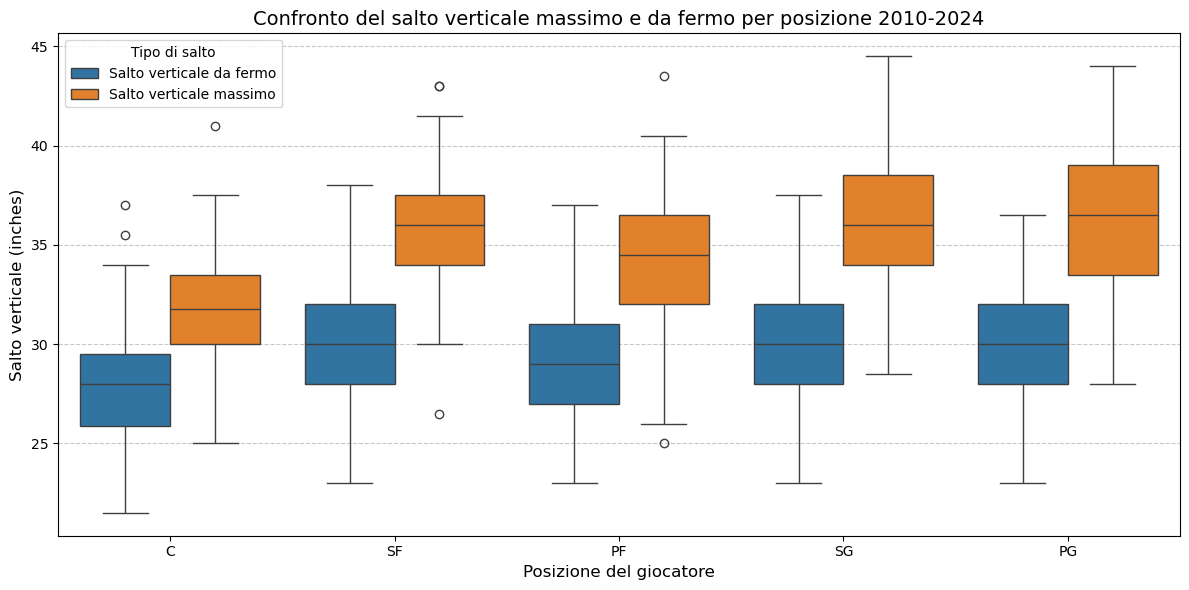 Confronto del salto verticale massimo e da fermo per posizione 2010-2024
Tipo di salto
Salto verticale da fermo
Salto verticale massimo
Salto verticale (inches)
45
40
35
30
25
C SF PF SG PG
Posizione del giocatore